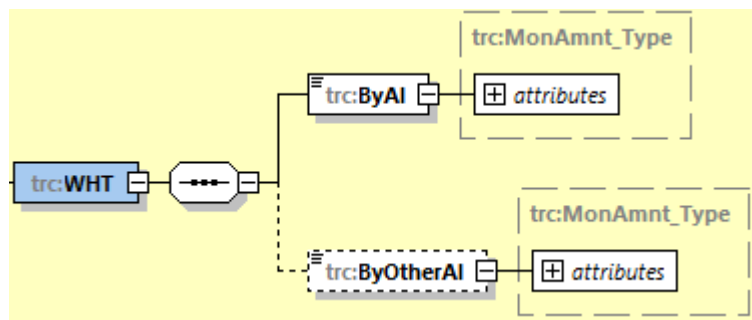 trc:MonAmnt_Type
trc:ByAI
attributes
trc:WHT
trc:MonAmnt_Type
trc:ByOtherAI
attributes